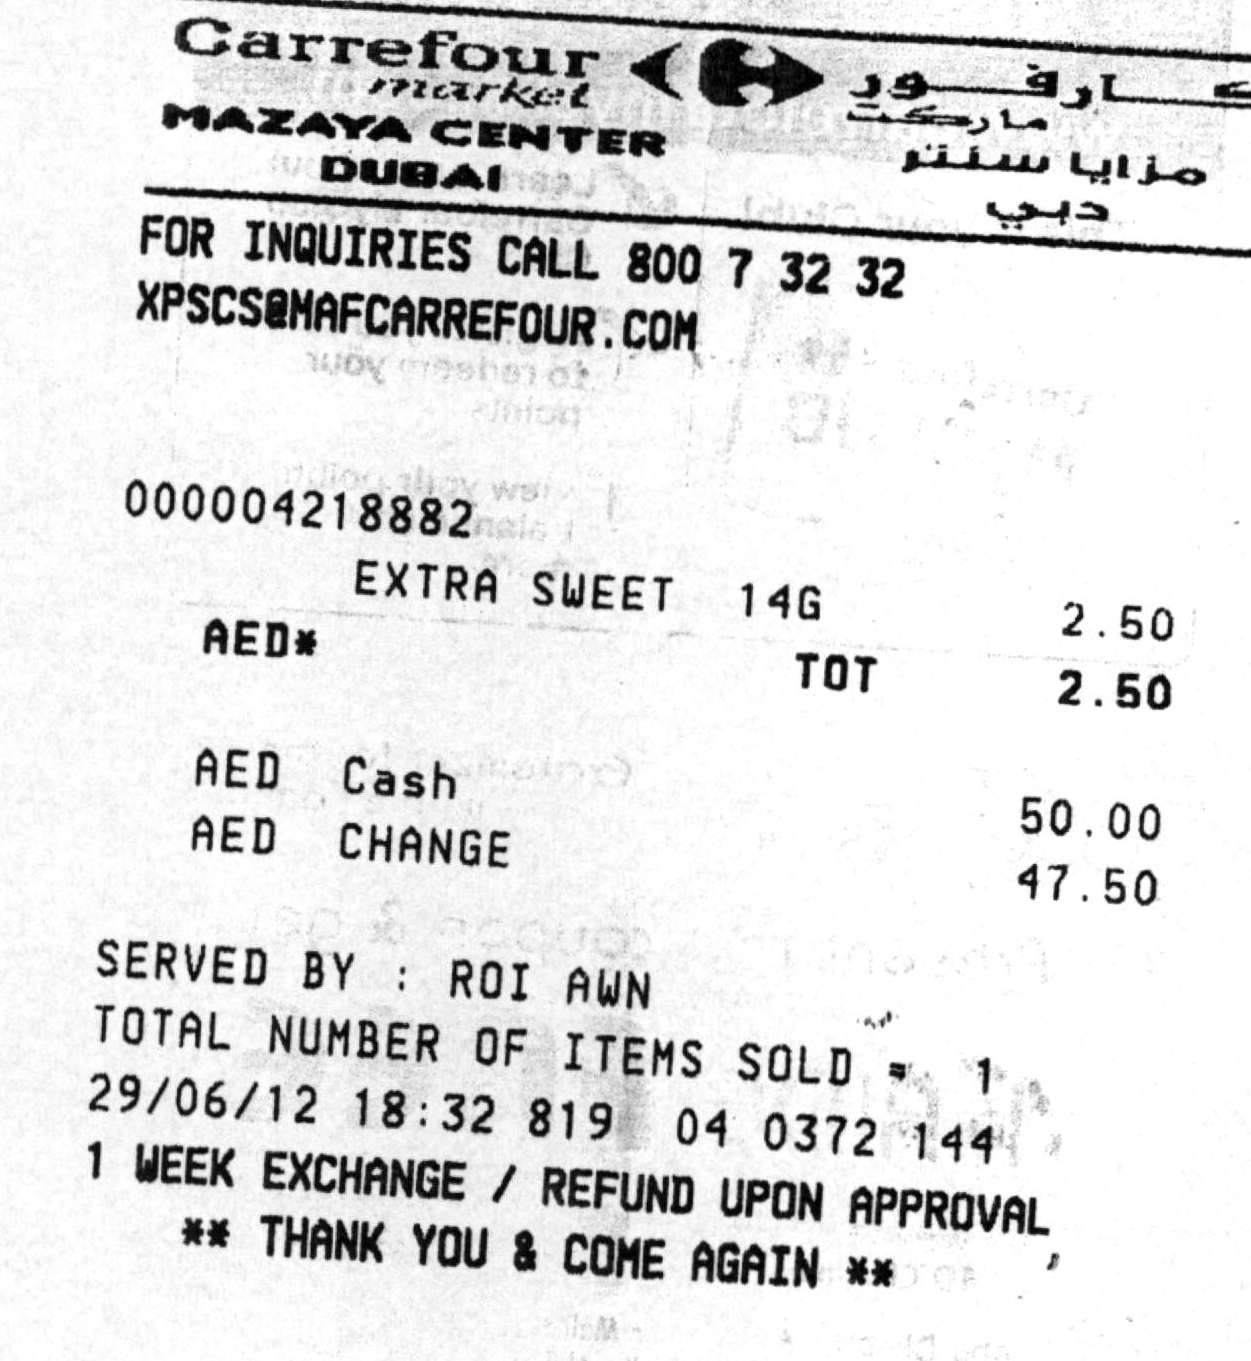 Carrefour كارفور
market ماركت
MAZAYA CENTER مزايا سنتر
DUBAI دبي
FOR INQUIRIES CALL 800 7 32 32
XPSCS@MAFCARREFOUR.COM
000004218882
EXTRA SWEET 14G 2.50
AED* TOT 2.50
AED Cash 50.00
AED CHANGE 47.50
SERVED BY : ROI AWN
TOTAL NUMBER OF ITEMS SOLD = 1
29/06/12 18:32 819 04 0372 144
1 WEEK EXCHANGE / REFUND UPON APPROVAL
** THANK YOU & COME AGAIN **